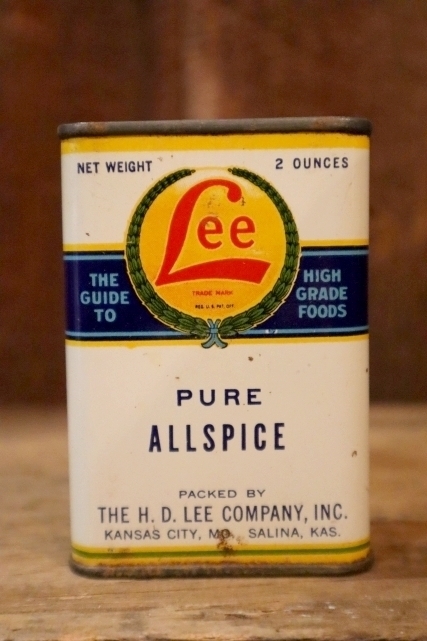 NET WEIGHT 2 OUNCES
Lee
TRADE MARK
REG. U.S. PAT. OFF.
THE GUIDE TO
HIGH GRADE FOODS
PURE
ALLSPICE
PACKED BY
THE H. D. LEE COMPANY, INC.
KANSAS CITY, MO. SALINA, KAS.